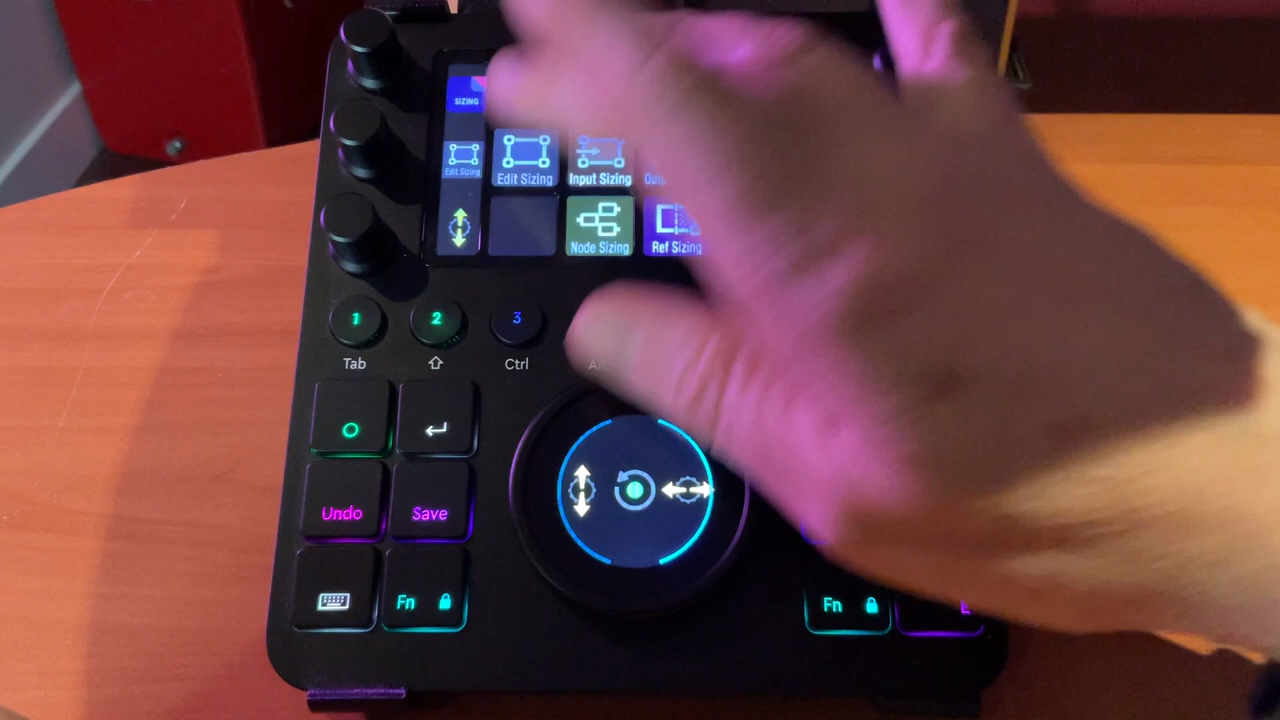 SIZING
Edit Sizing
Edit Sizing
Input Sizing
Node Sizing
Ref Sizing
1
2
3
Tab
Ctrl
Undo
Save
Fn
Fn